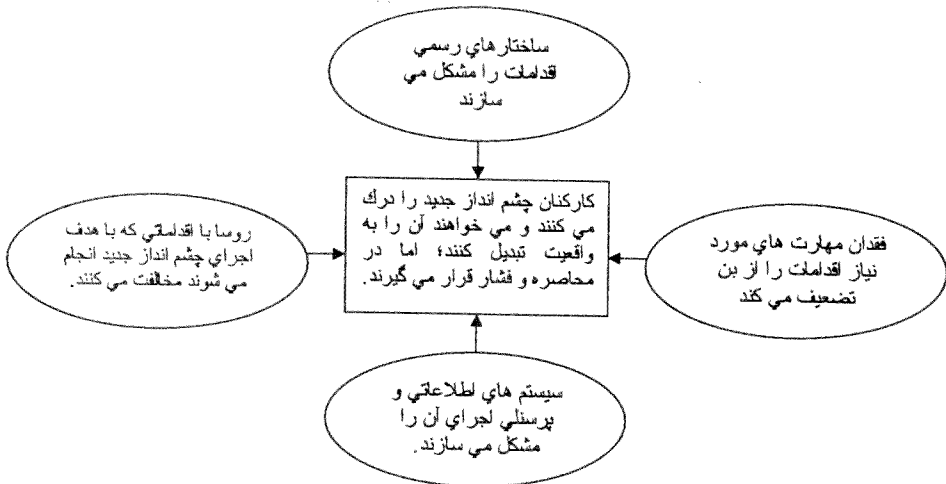 ساختارهاي رسمي
اقدامات را مشكل مي
سازند
كاركنان چشم انداز جديد را درك
مي كنند و مي خواهند آن را به
واقعيت تبديل كنند؛ اما در
محاصره و فشار قرار مي گيرند.
فقدان مهارت هاي مورد
نياز اقدامات را از بن
تضعيف مي كند
روسا با اقداماتي كه با هدف
اجراي چشم انداز جديد انجام
مي شوند مخالفت مي كنند.
سيستم هاي اطلاعاتي و
پرسنلي اجراي آن را
مشكل مي سازند.